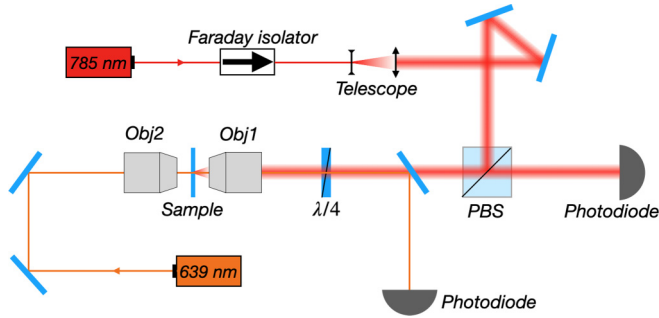 Faraday isolator
785 nm
Telescope
Obj2
Obj1
Sample
λ/4
PBS
Photodiode
639 nm
Photodiode